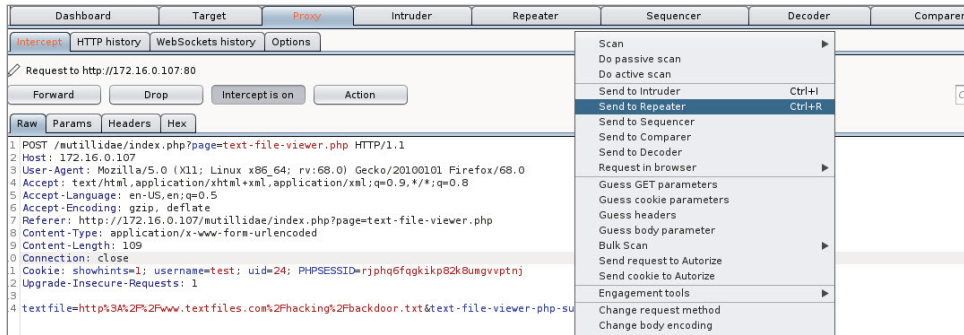 Dashboard Target Proxy Intruder Repeater Sequencer Decoder Comparer
Intercept HTTP history WebSockets history Options
Request to http://172.16.0.107:80
Forward Drop Intercept is on Action
Raw Params Headers Hex
1 POST /mutillidae/index.php?page=text-file-viewer.php HTTP/1.1
2 Host: 172.16.0.107
3 User-Agent: Mozilla/5.0 (X11; Linux x86_64; rv:68.0) Gecko/20100101 Firefox/68.0
4 Accept: text/html,application/xhtml+xml,application/xml;q=0.9,*/*;q=0.8
5 Accept-Language: en-US,en;q=0.5
6 Accept-Encoding: gzip, deflate
7 Referer: http://172.16.0.107/mutillidae/index.php?page=text-file-viewer.php
8 Content-Type: application/x-www-form-urlencoded
9 Content-Length: 109
0 Connection: close
1 Cookie: showhints=1; username=test; uid=24; PHPSESSID=rjphq6fqgkikp82k8umgvvptnj
2 Upgrade-Insecure-Requests: 1
3
4 textfile=http%3A%2F%2Fwww.textfiles.com%2Fhacking%2Fbackdoor.txt&text-file-viewer-php-su
Scan
Do passive scan
Do active scan
Send to Intruder Ctrl+I
Send to Repeater Ctrl+R
Send to Sequencer
Send to Comparer
Send to Decoder
Request in browser
Guess GET parameters
Guess cookie parameters
Guess headers
Guess body parameter
Bulk Scan
Send request to Autorize
Send cookie to Autorize
Engagement tools
Change request method
Change body encoding